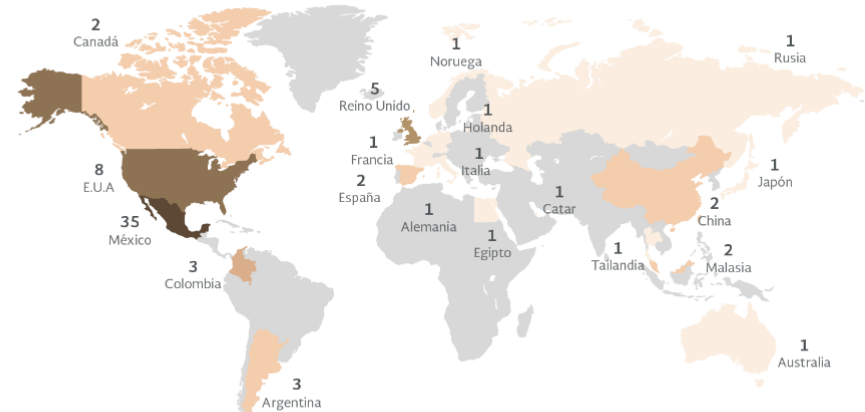 2
Canadá
1
Noruega
1
Rusia
5
Reino Unido
1
Holanda
1
Francia
1
Italia
8
E.U.A
2
España
1
Catar
1
Japón
35
México
1
Alemania
2
China
1
Egipto
1
Tailandia
2
Malasia
3
Colombia
1
Australia
3
Argentina